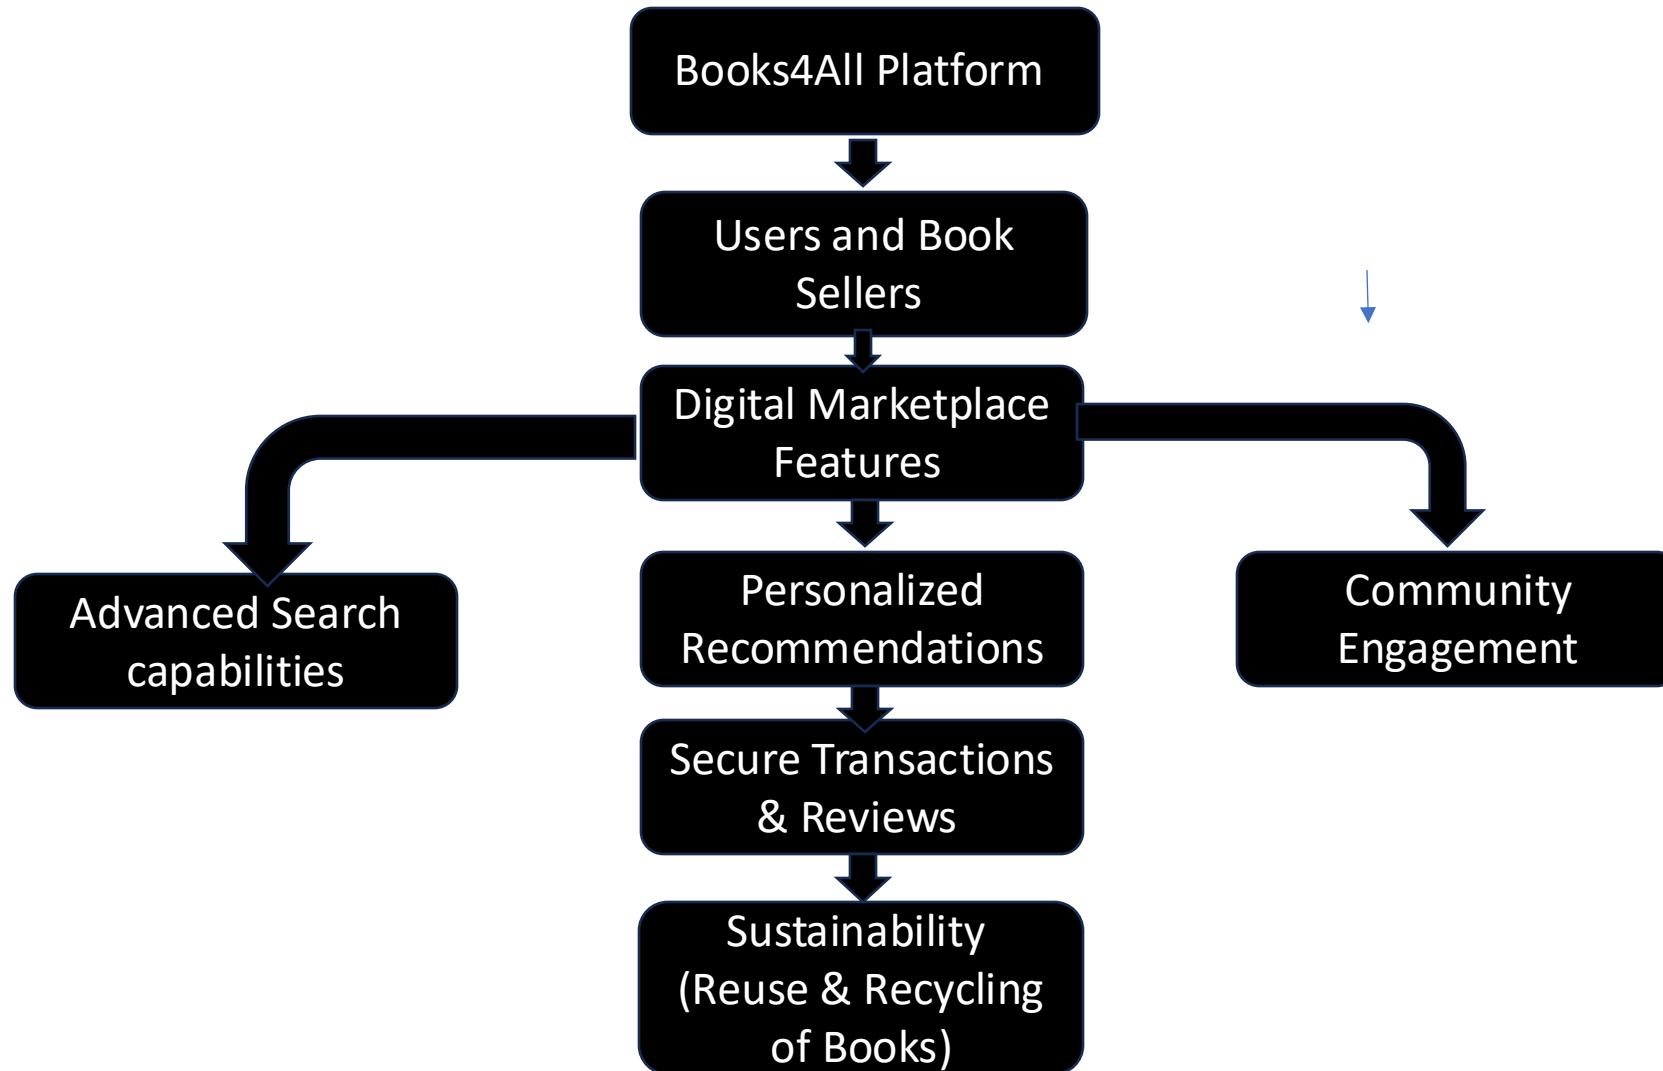 Books4All Platform
Users and Book
Sellers
Digital Marketplace
Features
Advanced Search
capabilities
Personalized
Recommendations
Community
Engagement
Secure Transactions
& Reviews
Sustainability
(Reuse & Recycling
of Books)